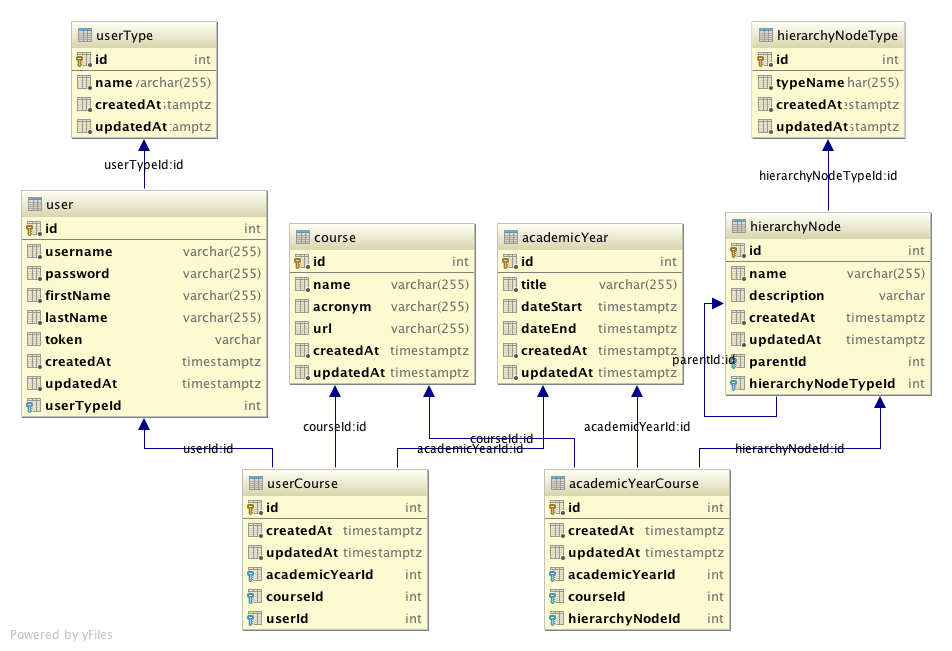 userType
id int
name varchar(255)
createdAt stamptz
updatedAt amptz
userTypeId:id
hierarchyNodeType
id int
typeName har(255)
createdAt stamptz
updatedAt stamptz
hierarchyNodeTypeId:id
user
id int
username varchar(255)
password varchar(255)
firstName varchar(255)
lastName varchar(255)
token varchar
createdAt timestamptz
updatedAt timestamptz
userTypeId int
course
id int
name varchar(255)
acronym varchar(255)
url varchar(255)
createdAt timestamptz
updatedAt timestamptz
academicYear
id int
title varchar(255)
dateStart timestamptz
dateEnd timestamptz
createdAt timestamptz
updatedAt timestamptz
hierarchyNode
id int
name varchar(255)
description varchar
createdAt timestamptz
updatedAt timestamptz
parentId int
hierarchyNodeTypeId int
parentId:id
userId:id
courseId:id
academicYearId:id
courseId:id
academicYearId:id
hierarchyNodeId:id
userCourse
id int
createdAt timestamptz
updatedAt timestamptz
academicYearId int
courseId int
userId int
academicYearCourse
id int
createdAt timestamptz
updatedAt timestamptz
academicYearId int
courseId int
hierarchyNodeId int
Powered by yFiles